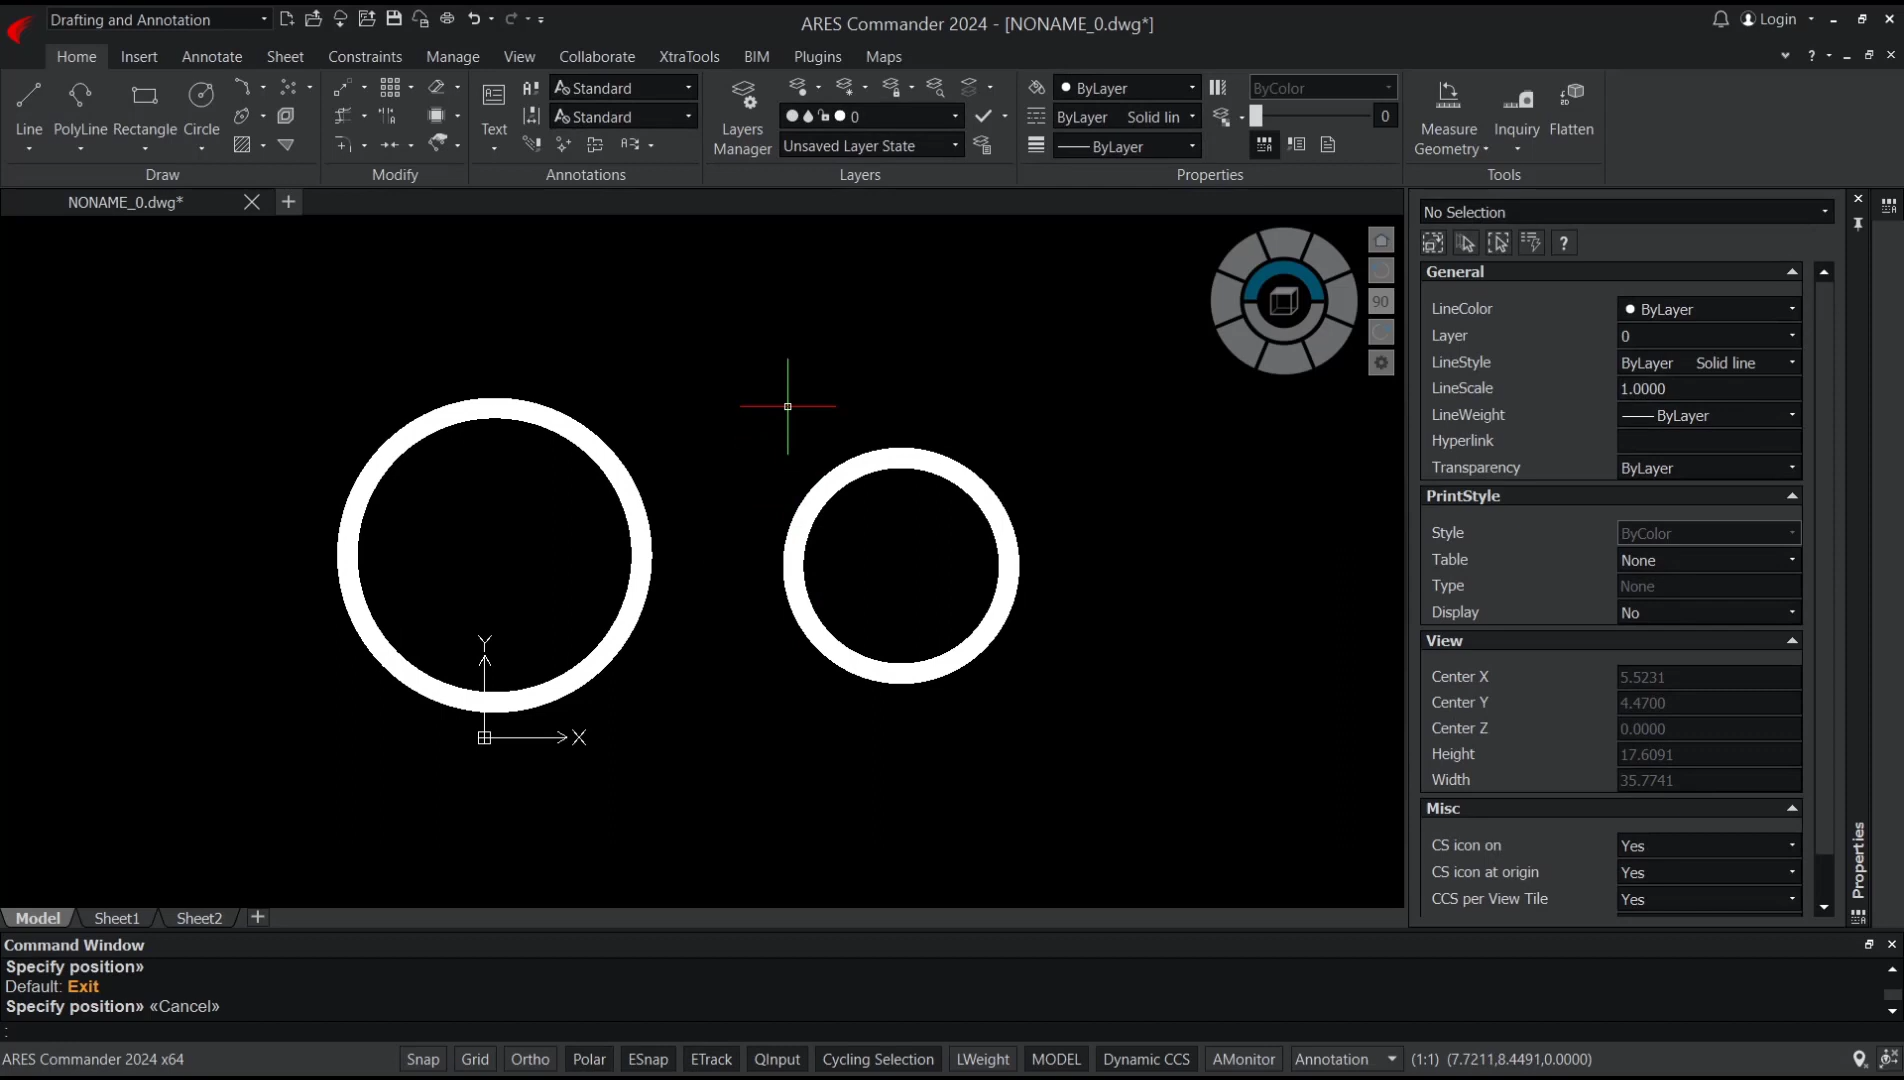 Drafting and Annotation
ARES Commander 2024 - [NONAME_0.dwg*]
Login
Home Insert Annotate Sheet Constraints Manage View Collaborate XtraTools BIM Plugins Maps
Line PolyLine Rectangle Circle
Draw
Modify
Text
Standard
Standard
Annotations
Layers Manager
0
Unsaved Layer State
Layers
ByLayer
ByLayer Solid lin
ByLayer
ByColor
0
Properties
Measure Geometry
Inquiry
Flatten
Tools
NONAME_0.dwg*
90
Y
X
No Selection
General
LineColor ByLayer
Layer 0
LineStyle ByLayer Solid line
LineScale 1.0000
LineWeight ByLayer
Hyperlink
Transparency ByLayer
PrintStyle
Style ByColor
Table None
Type None
Display No
View
Center X 5.5231
Center Y 4.4700
Center Z 0.0000
Height 17.6091
Width 35.7741
Misc
CS icon on Yes
CS icon at origin Yes
CCS per View Tile Yes
Properties
Model Sheet1 Sheet2
Command Window
Specify position»
Default: Exit
Specify position» «Cancel»
:
ARES Commander 2024 x64 Snap Grid Ortho Polar ESnap ETrack QInput Cycling Selection LWeight MODEL Dynamic CCS AMonitor Annotation (1:1) (7.7211,8.4491,0.0000)